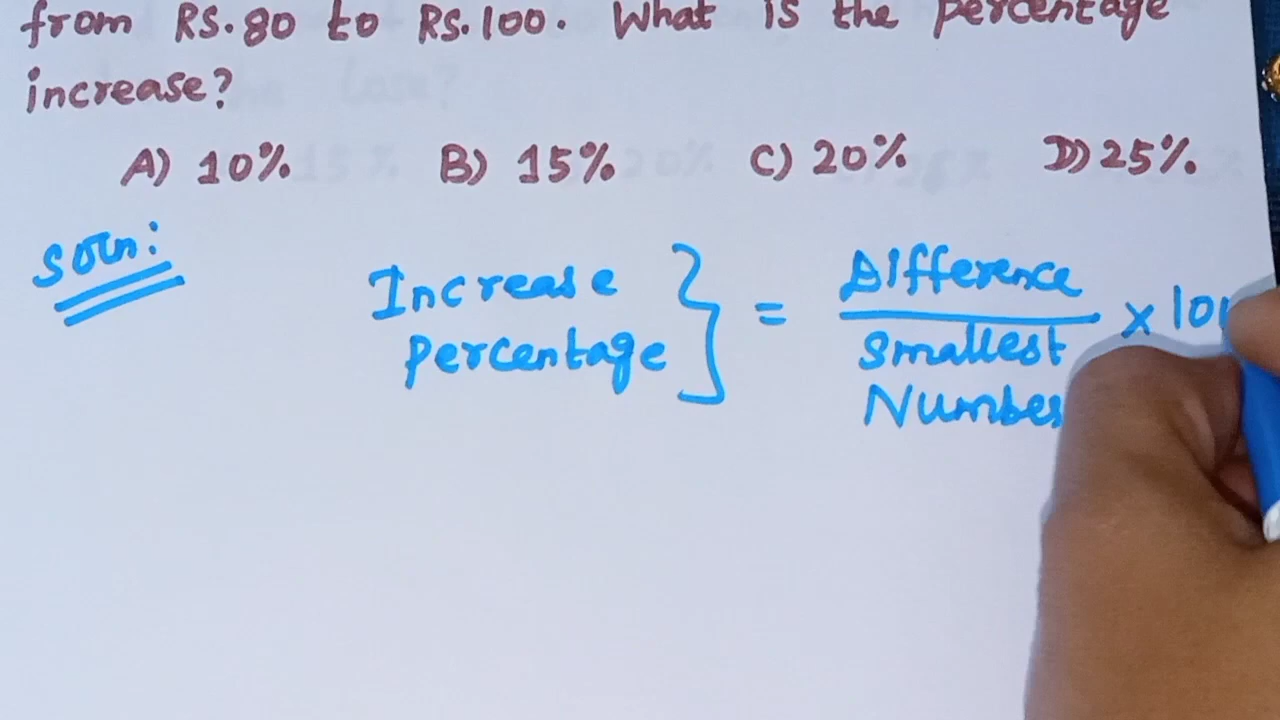 from RS.80 to RS.100. What is the percentage
increase?
A) 10% B) 15% C) 20% D) 25%
Soln:
Increase
percentage } = Difference
Smallest
Number × 100